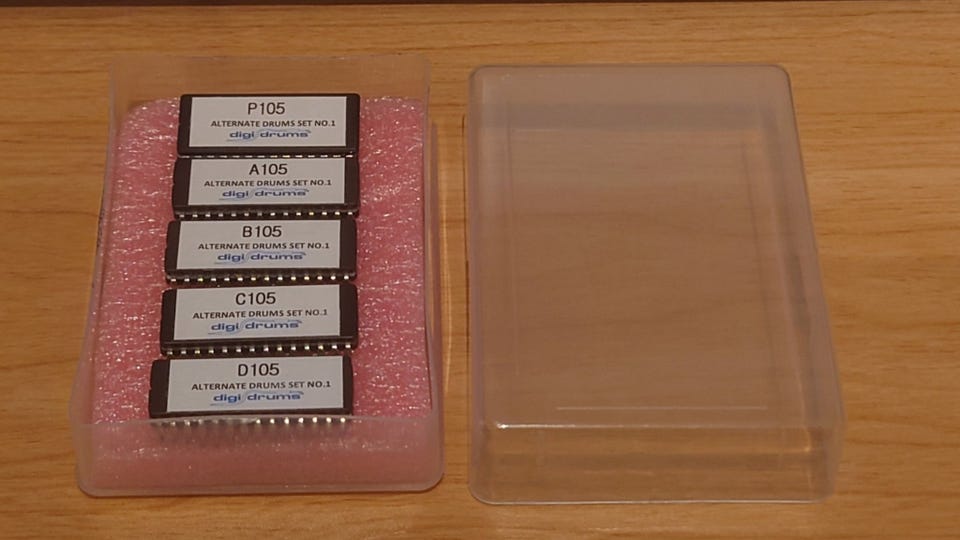 P105
ALTERNATE DRUMS SET NO.1
digidrums
A105
ALTERNATE DRUMS SET NO.1
digidrums
B105
ALTERNATE DRUMS SET NO.1
digidrums
C105
ALTERNATE DRUMS SET NO.1
digidrums
D105
ALTERNATE DRUMS SET NO.1
digidrums